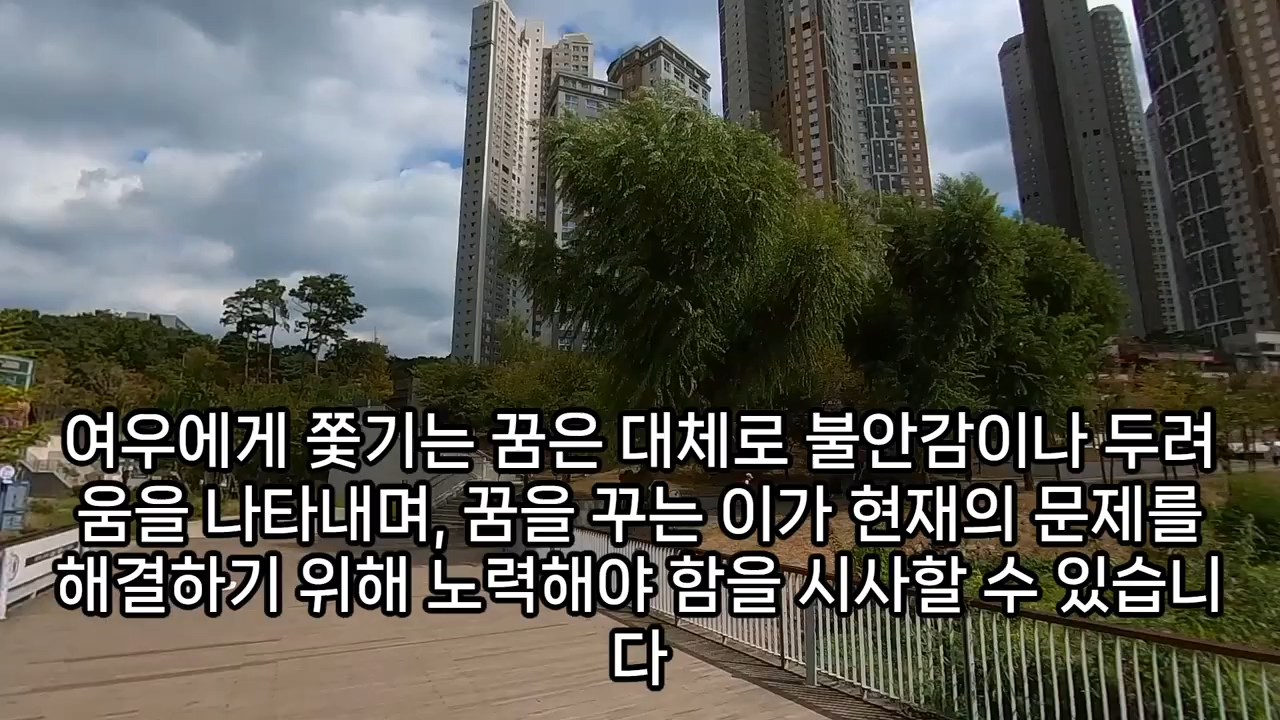 여우에게 쫓기는 꿈은 대체로 불안감이나 두려
움을 나타내며, 꿈을 꾸는 이가 현재의 문제를
해결하기 위해 노력해야 함을 시사할 수 있습니
다